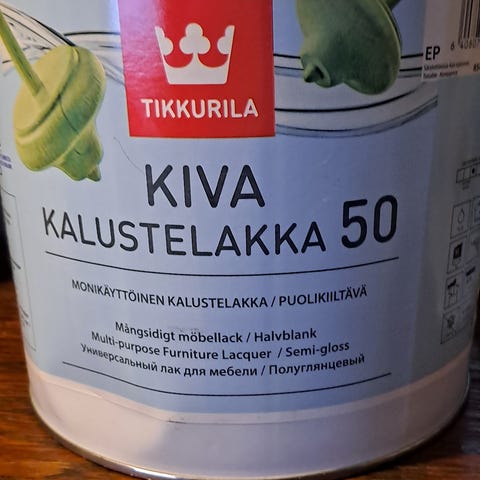 TIKKURILA
EP
KIVA
KALUSTELAKKA 50
MONIKÄYTTÖINEN KALUSTELAKKA / PUOLIKIILTÄVÄ
Mångsidigt möbellack / Halvblank
Multi-purpose Furniture Lacquer / Semi-gloss
Универсальный лак для мебели / Полуглянцевый